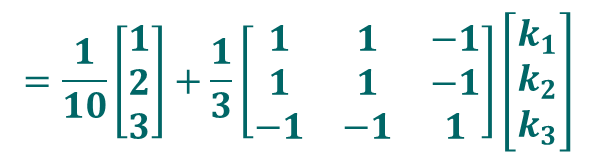 = 1/10 [1 2 3] + 1/3 [1 1 -1 1 1 -1 -1 -1 1] [k₁ k₂ k₃]